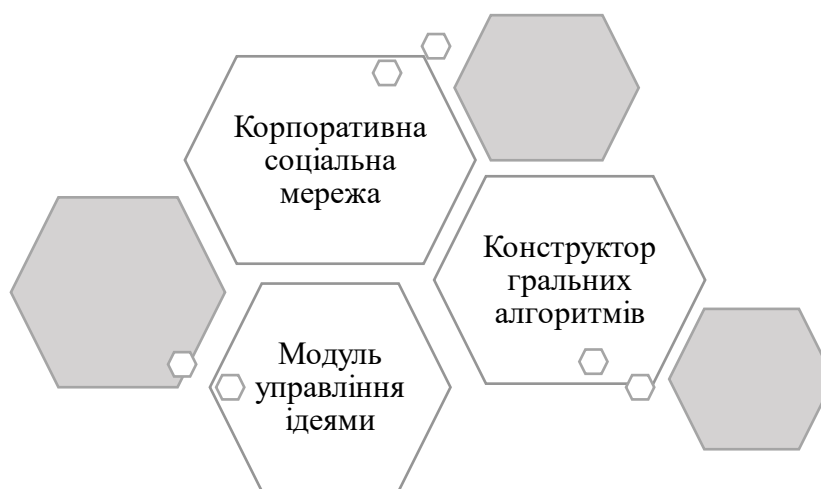 Корпоративна
соціальна
мережа
Конструктор
гральних
алгоритмів
Модуль
управління
ідеями